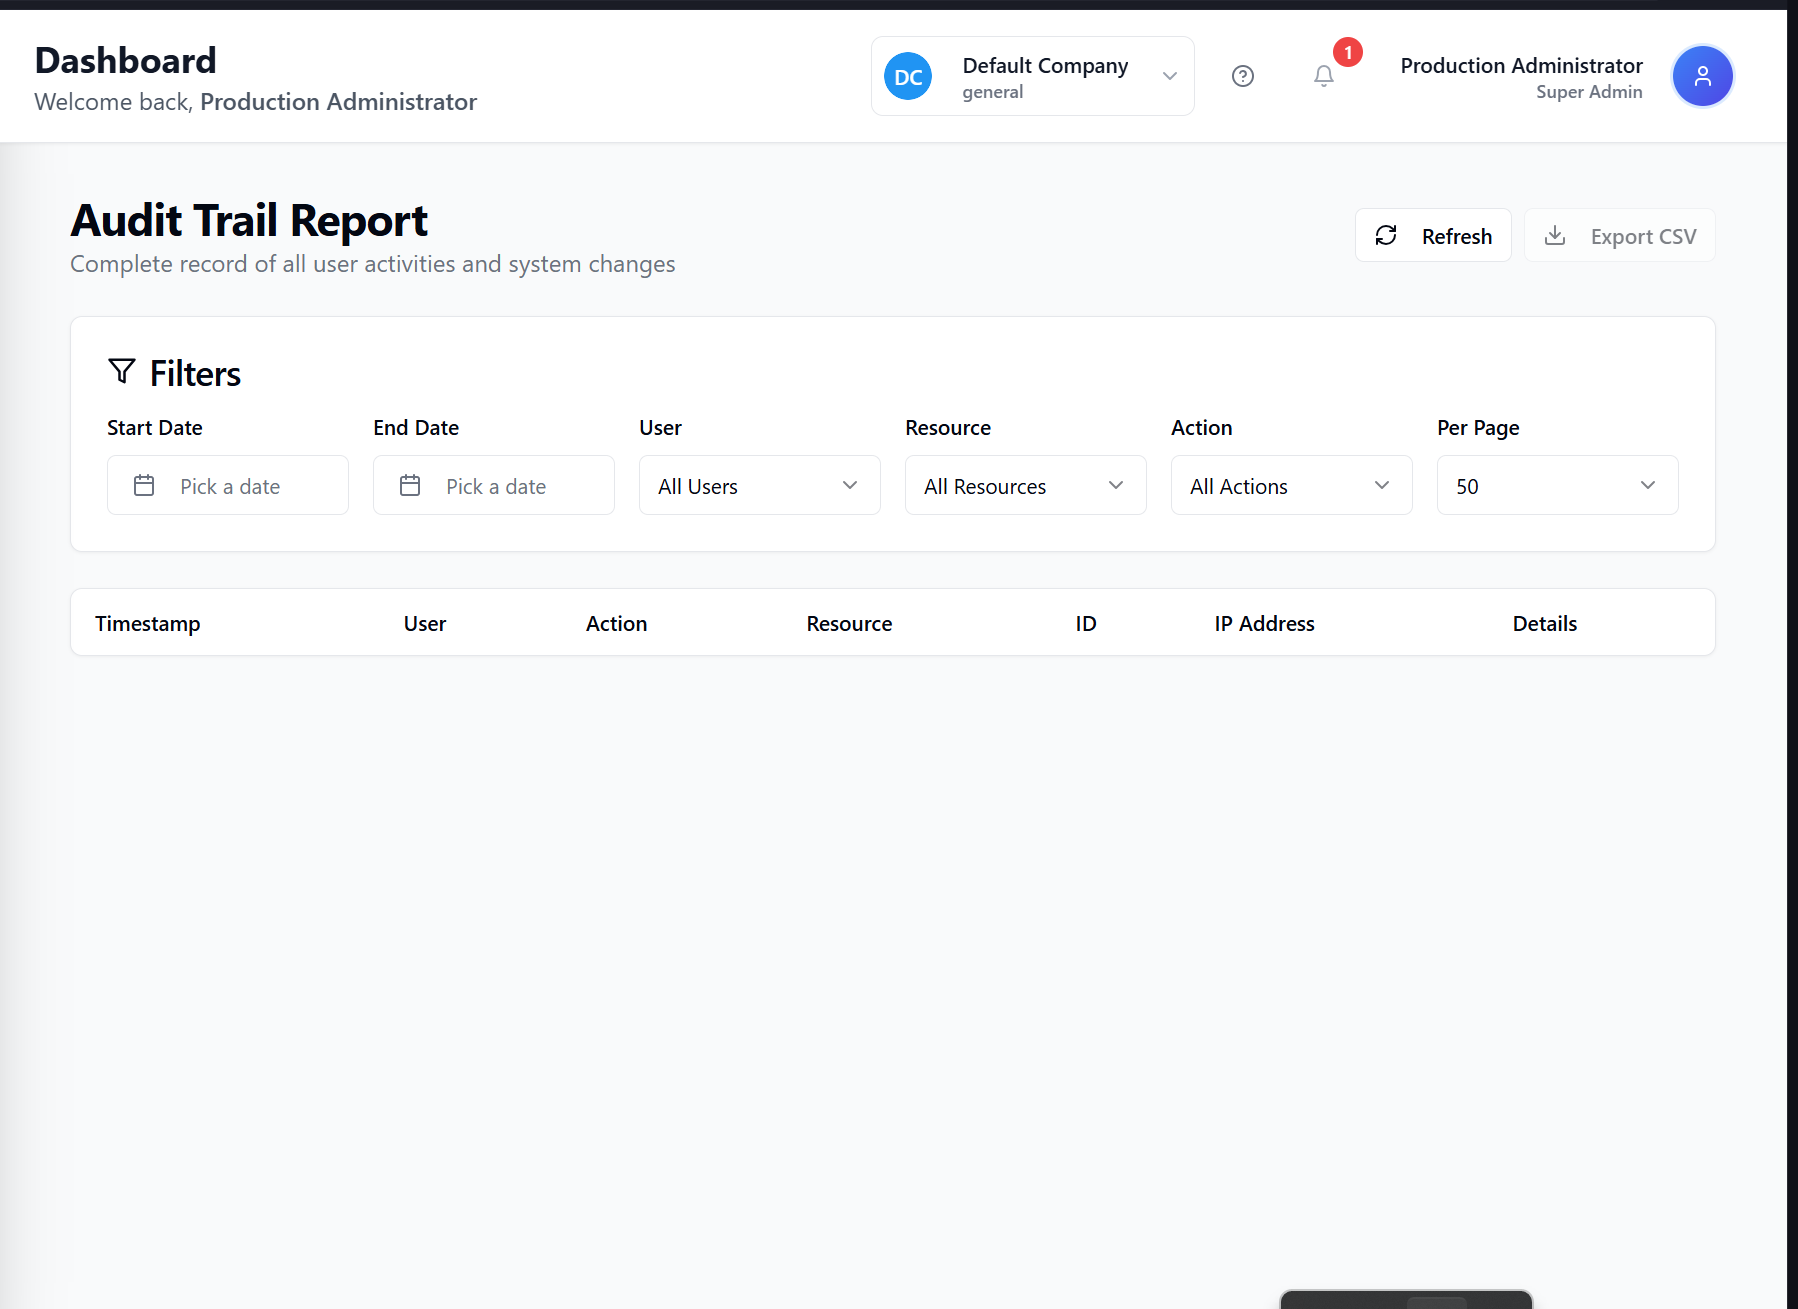 Dashboard
Welcome back, Production Administrator
DC
Default Company
general
1
Production Administrator
Super Admin
Audit Trail Report
Complete record of all user activities and system changes
Refresh
Export CSV
Filters
Start Date
End Date
User
Resource
Action
Per Page
Pick a date
Pick a date
All Users
All Resources
All Actions
50
Timestamp
User
Action
Resource
ID
IP Address
Details